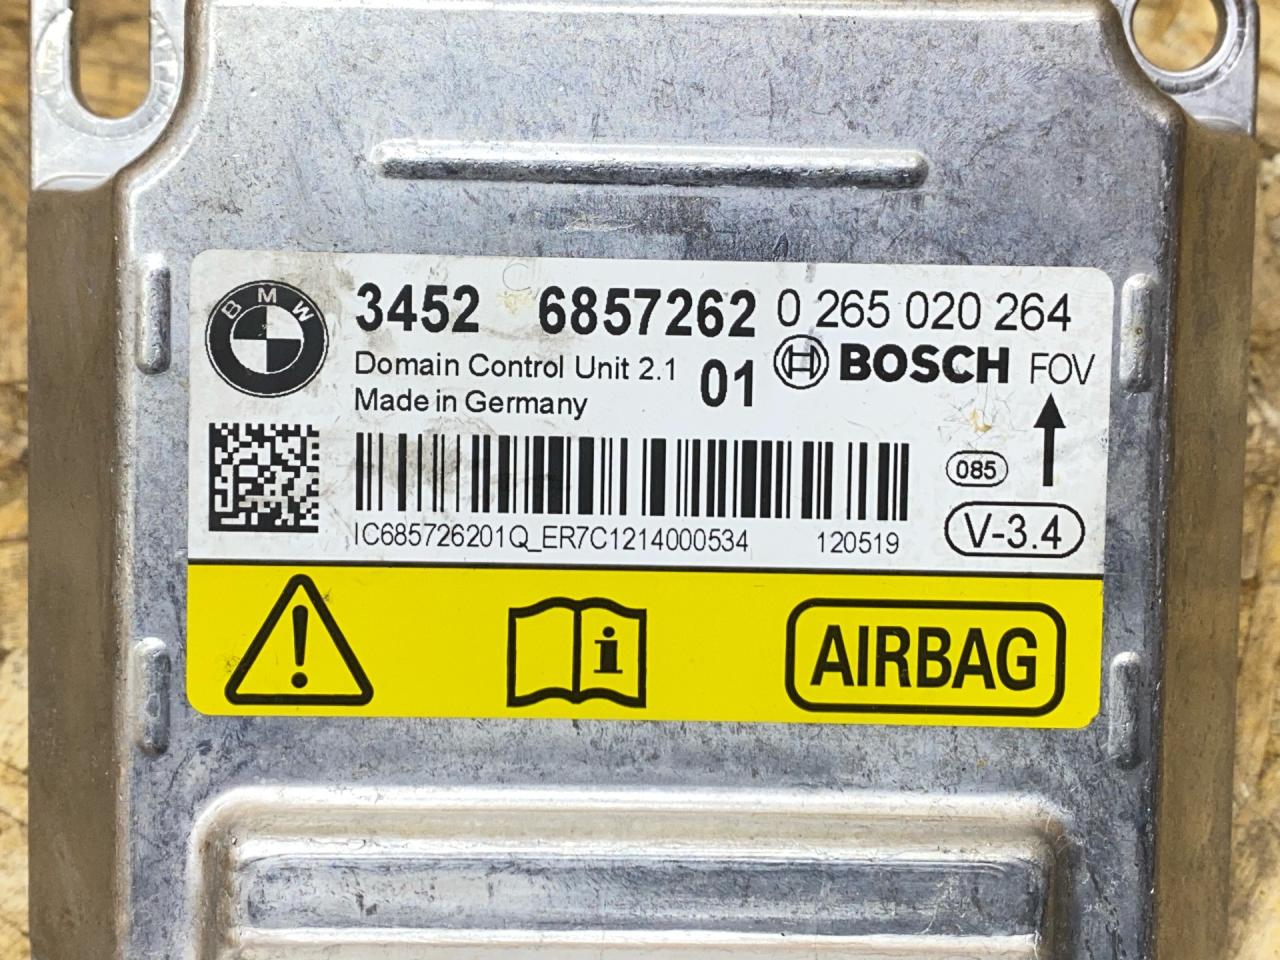 BMW
3452 6857262 0 265 020 264
Domain Control Unit 2.1 01 BOSCH FOV
Made in Germany
085
IC685726201Q_ER7C1214000534 120519
V-3.4
i
AIRBAG